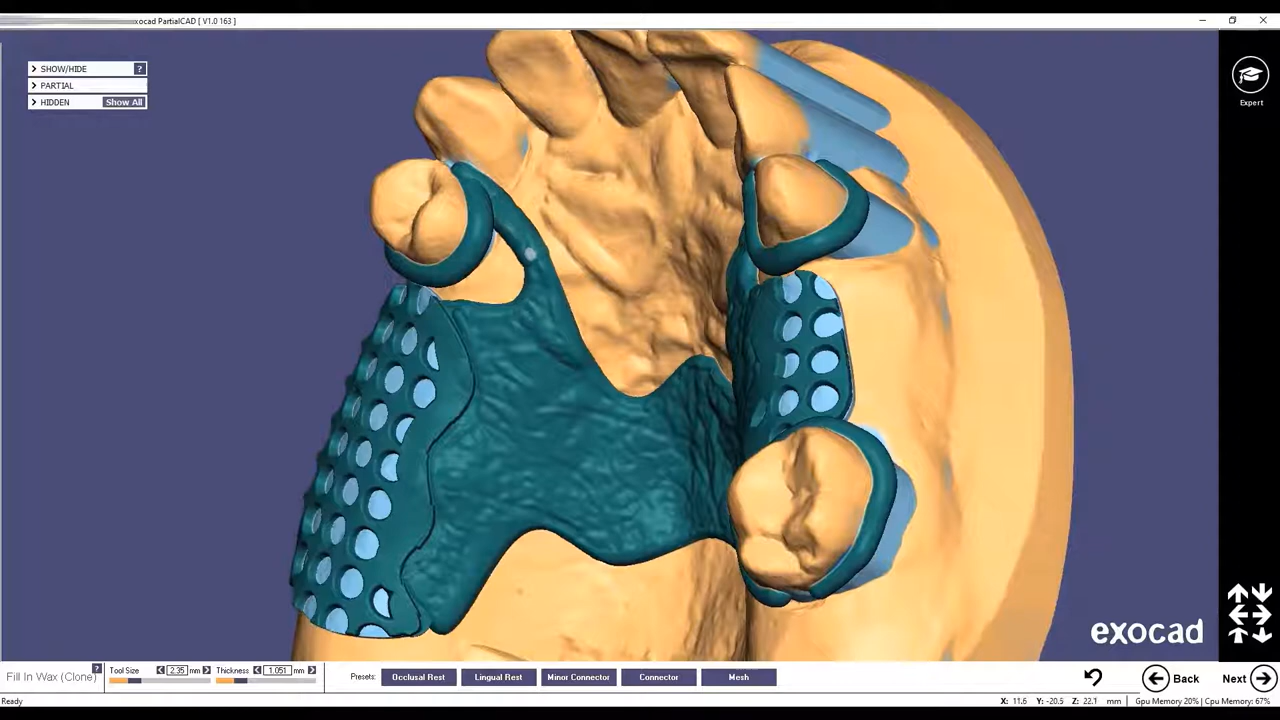 exocad PartialCAD [ V1.0 163 ]
SHOW/HIDE ?
PARTIAL
HIDDEN Show All
Expert
exocad
Fill In Wax (Clone) ?
Tool Size 2.35 mm
Thickness 1.051 mm
Presets: Occlusal Rest Lingual Rest Minor Connector Connector Mesh
Back Next
Ready
X: 11.6 Y: -20.5 Z: 22.1 mm Gpu Memory 20% | Cpu Memory: 67%